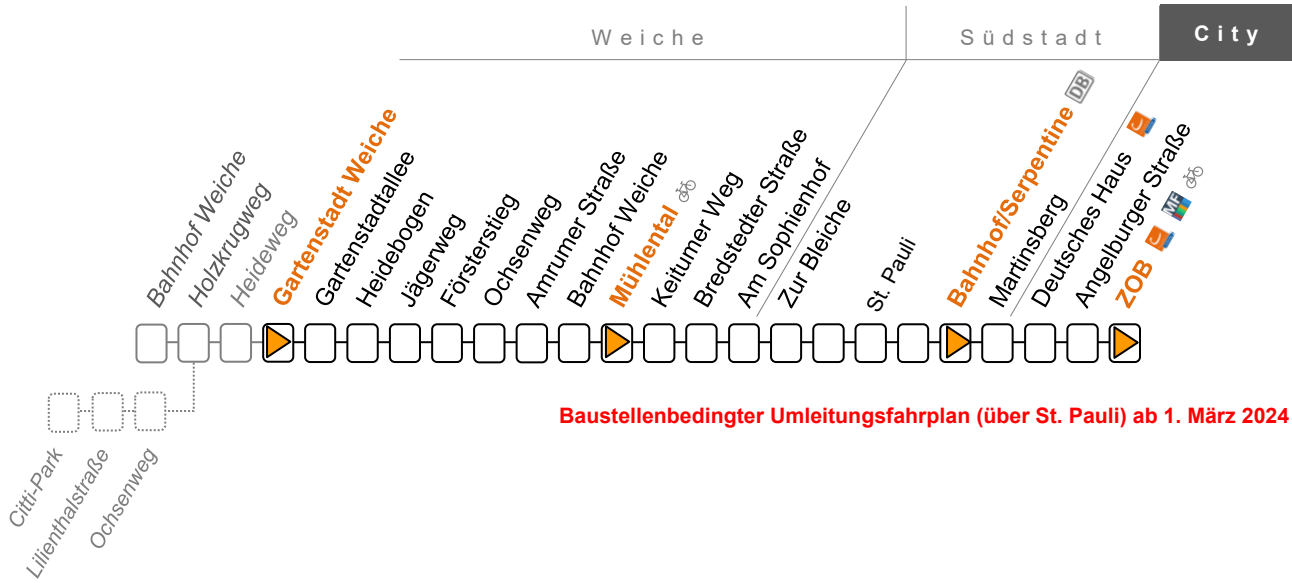 Weiche
Südstadt
City
Bahnhof Weiche
Holzkrugweg
Heideweg
Gartenstadt Weiche
Gartenstadtallee
Heidebogen
Jägerweg
Försterstieg
Ochsenweg
Amrumer Straße
Bahnhof Weiche
Mühlental
Keitumer Weg
Bredstedter Straße
Am Sophienhof
Zur Bleiche
St. Pauli
Bahnhof/Serpentine DB
Martinsberg
Deutsches Haus
Angelburger Straße
ZOB MF
Baustellenbedingter Umleitungsfahrplan (über St. Pauli) ab 1. März 2024
Citti-Park
Lilienthalstraße
Ochsenweg